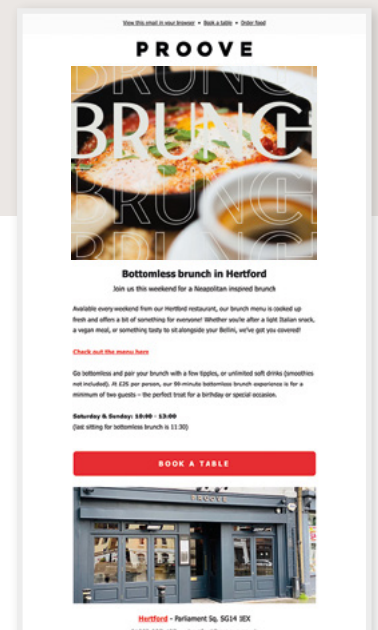 View this email in your browser • Book a table • Order food
PROOVE
BRUNCH
BRUNCH
BRUNCH
BRUNCH
BRUNCH
Bottomless brunch in Hertford
Join us this weekend for a Neapolitan inspired brunch
Available every weekend from our Hertford restaurant, our brunch menu is cooked up
fresh and offers a bit of something for everyone! Whether you're after a light Italian snack,
a vegan meal, or something tasty to sit alongside your Bellini, we've got you covered!
Check out the menu here
Go bottomless and pair your brunch with a few tipples, or unlimited soft drinks (smoothies
not included). At £25 per person, our 90-minute bottomless brunch experience is for a
minimum of two guests – the perfect treat for a birthday or special occasion.
Saturday & Sunday: 10:00 - 13:00
(last sitting for bottomless brunch is 11:30)
BOOK A TABLE
PROOVE
Hertford - Parliament Sq, SG14 1EX